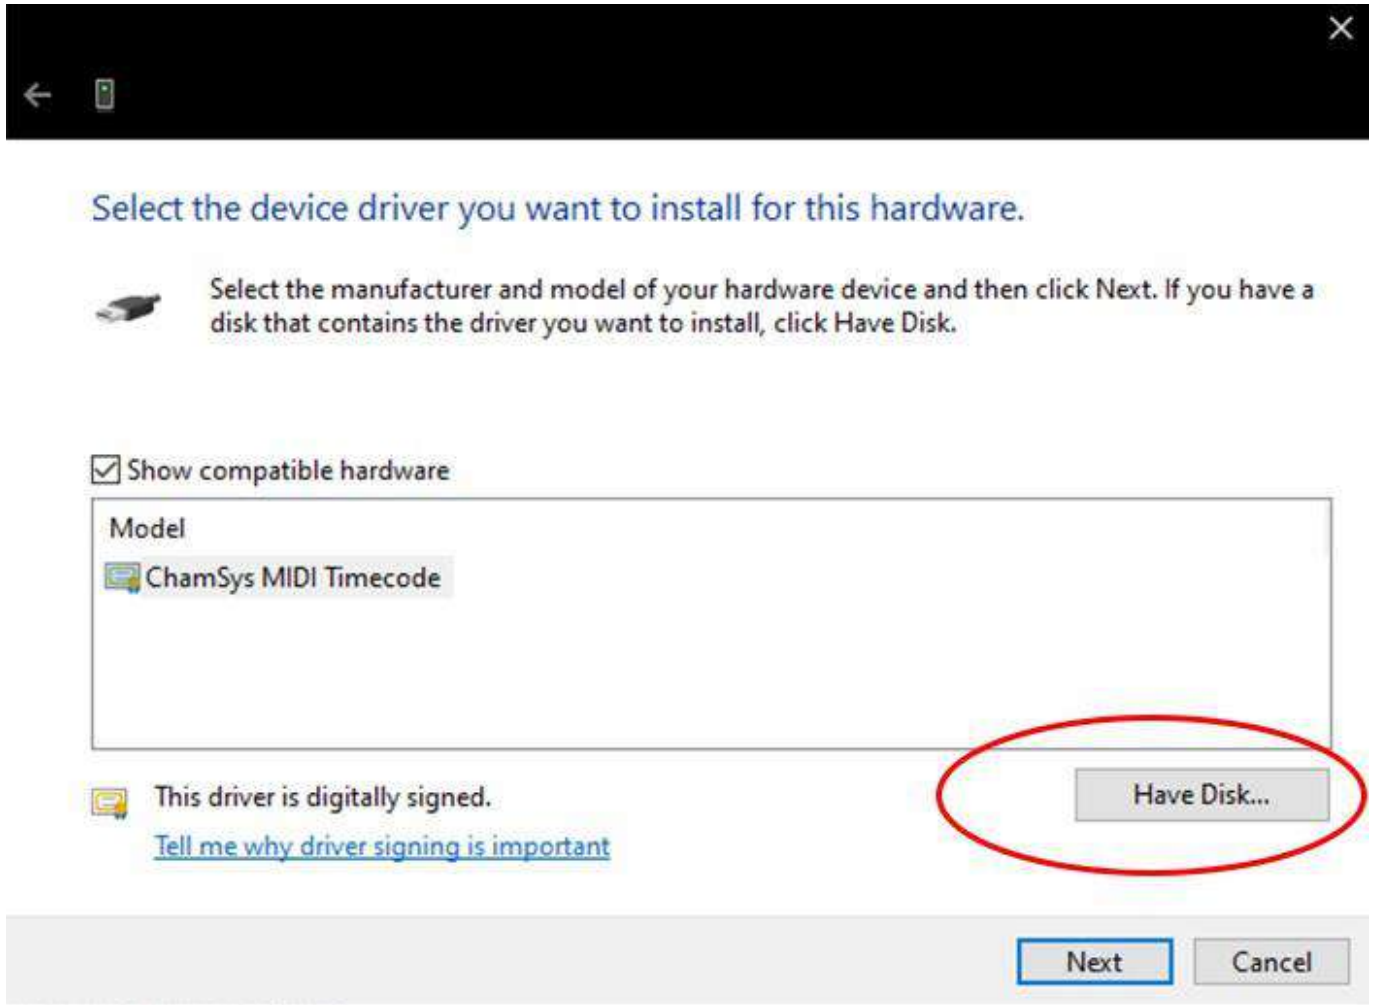 Select the device driver you want to install for this hardware.
Select the manufacturer and model of your hardware device and then click Next. If you have a
disk that contains the driver you want to install, click Have Disk.
Show compatible hardware
Model
ChamSys MIDI Timecode
This driver is digitally signed.
Have Disk...
Tell me why driver signing is important
Next
Cancel